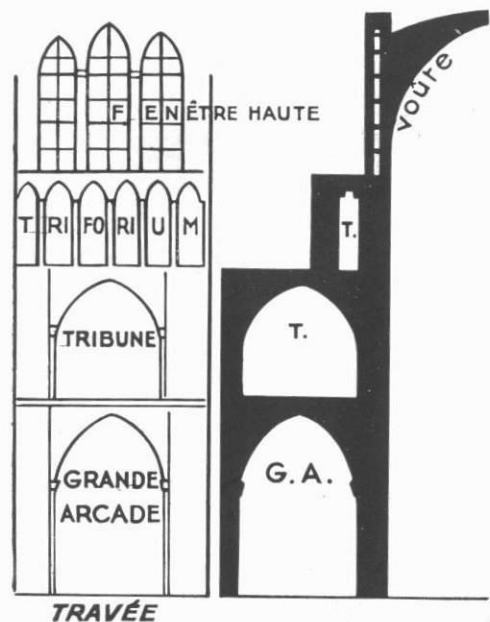 FENÊTRE HAUTE
voûte
TRIFORIUM
T.
TRIBUNE
T.
GRANDE
ARCADE
G.A.
TRAVÉE